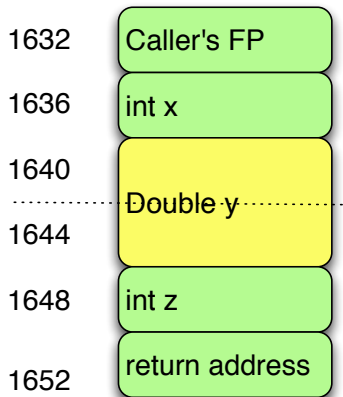 1632 Caller's FP
1636 int x
1640
Double y
1644
1648 int z
1652 return address